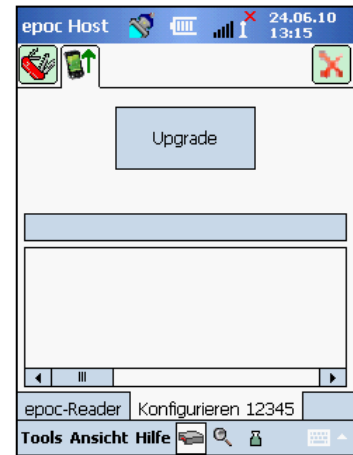 epoc Host 24.06.10
13:15
Upgrade
epoc-Reader Konfigurieren 12345
Tools Ansicht Hilfe